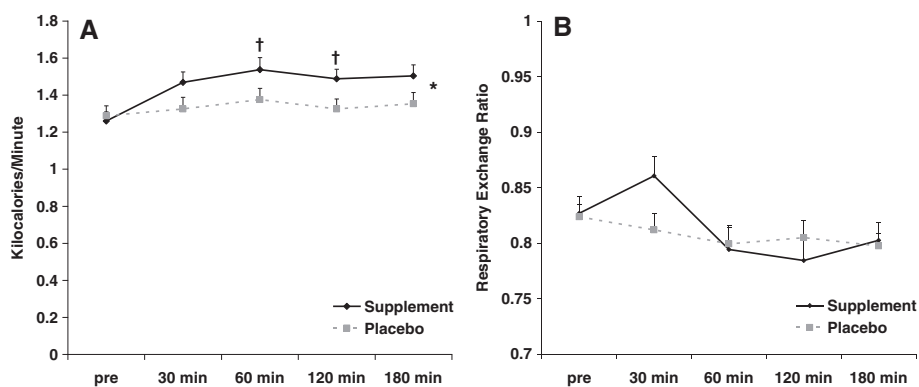 A
Kilocalories/Minute
1.8
1.6
1.4
1.2
1
0.8
0.6
0.4
0.2
0
†
†
*
Supplement
Placebo
pre 30 min 60 min 120 min 180 min
B
Respiratory Exchange Ratio
1
0.95
0.9
0.85
0.8
0.75
0.7
Supplement
Placebo
pre 30 min 60 min 120 min 180 min